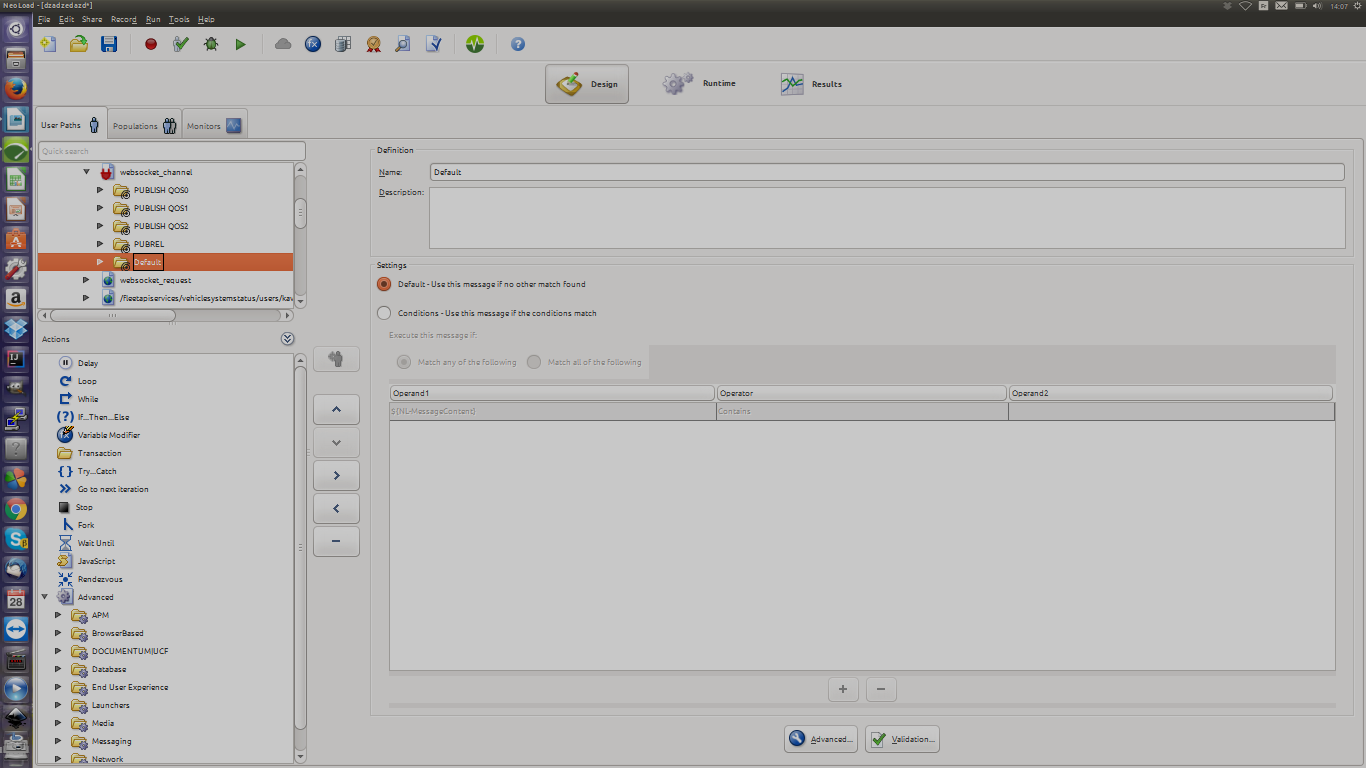 NeoLoad - [dzadzedazd*]
Fr
14:07
File Edit Share Record Run Tools Help
Design
Runtime
Results
User Paths
Populations
Monitors
Quick search
websocket_channel
PUBLISH QOS0
PUBLISH QOS1
PUBLISH QOS2
PUBREL
Default
websocket_request
/fleetapiservices/vehiclesystemstatus/users/kav
Actions
Delay
Loop
While
If...Then...Else
Variable Modifier
Transaction
Try...Catch
Go to next iteration
Stop
Fork
Wait Until
JavaScript
Rendezvous
Advanced
APM
BrowserBased
DOCUMENTUM|UCF
Database
End User Experience
Launchers
Media
Messaging
Network
28
Definition
Name: Default
Description:
Settings
Default - Use this message if no other match found
Conditions - Use this message if the conditions match
Execute this message if:
Match any of the following
Match all of the following
Operand1 Operator Operand2
${NL-MessageContent} Contains
Advanced...
Validation...